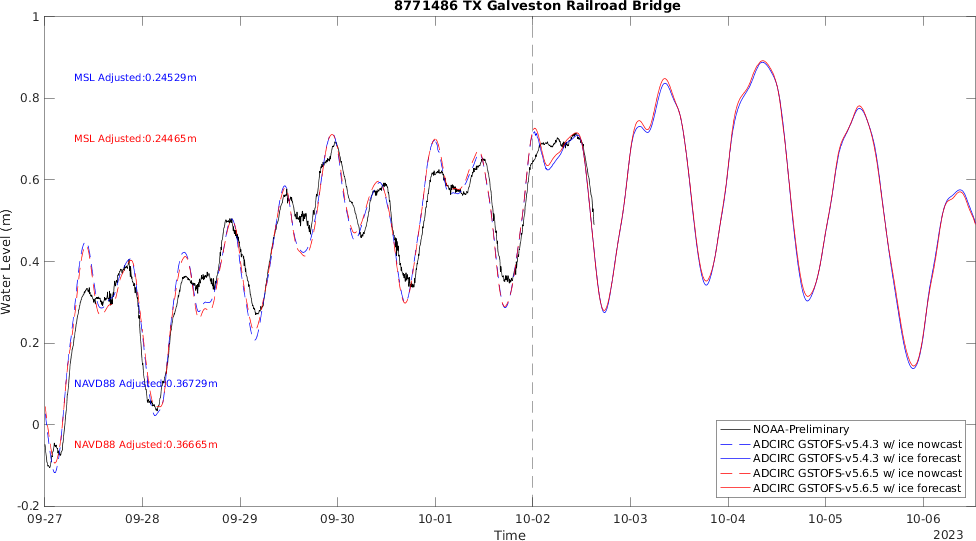 8771486 TX Galveston Railroad Bridge
1
0.8
0.6
0.4
0.2
0
-0.2
Water Level (m)
MSL Adjusted:0.24529m
MSL Adjusted:0.24465m
NAVD88 Adjusted:0.36729m
NAVD88 Adjusted:0.36665m
NOAA-Preliminary
ADCIRC GSTOFS-v5.4.3 w/ ice nowcast
ADCIRC GSTOFS-v5.4.3 w/ ice forecast
ADCIRC GSTOFS-v5.6.5 w/ ice nowcast
ADCIRC GSTOFS-v5.6.5 w/ ice forecast
09-27 09-28 09-29 09-30 10-01 10-02 10-03 10-04 10-05 10-06
Time
2023